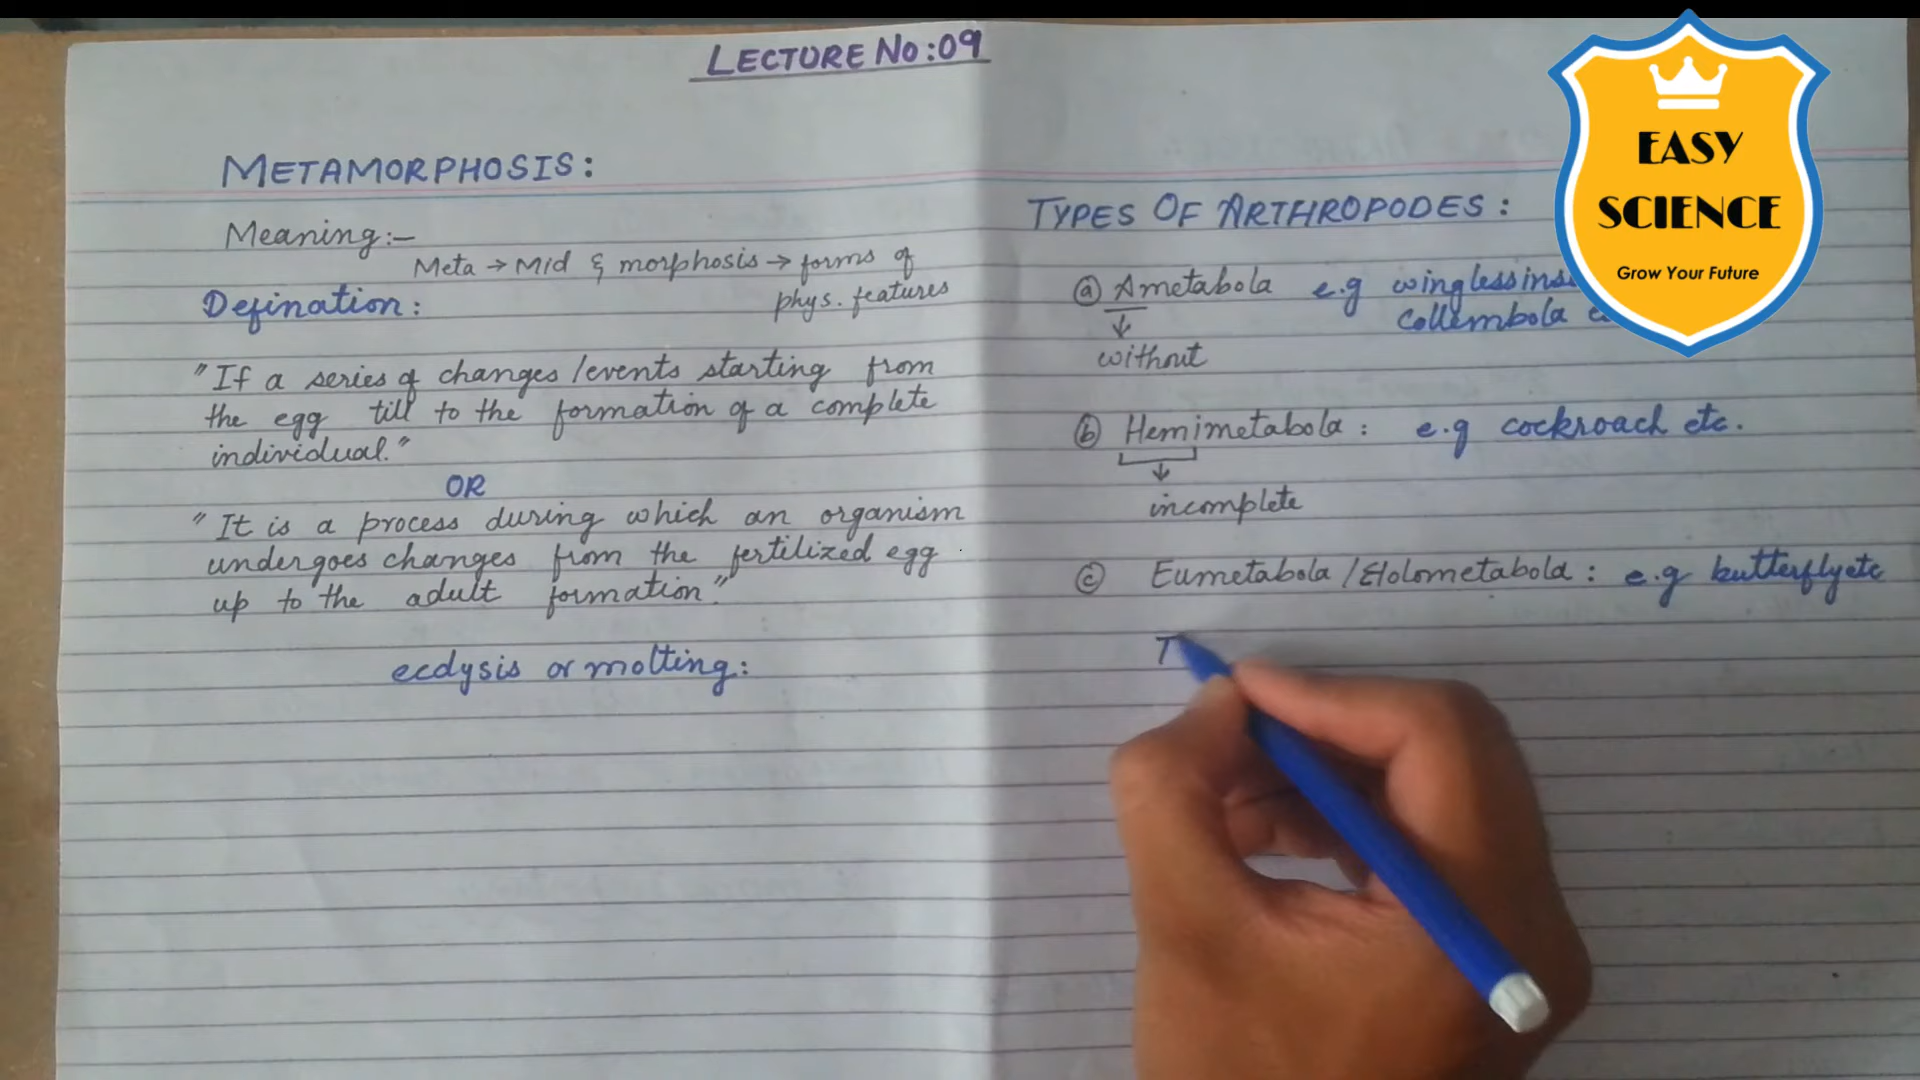 LECTURE No:09
METAMORPHOSIS:
Meaning:-
Meta → Mid & morphosis → forms of
phys. features
Defination:
"If a series of changes/events starting from
the egg till to the formation of a complete
individual."
OR
"It is a process during which an organism
undergoes changes from the fertilized egg
up to the adult formation"
ecdysis or molting:
TYPES OF ARTHROPODES:
(a) Ametabola e.g wingless
collembola
↓
without
(b) Hemimetabola: e.g cockroach etc.
↓
incomplete
(c) Eumetabola/Holometabola: e.g butterfly etc
T
EASY
SCIENCE
Grow Your Future